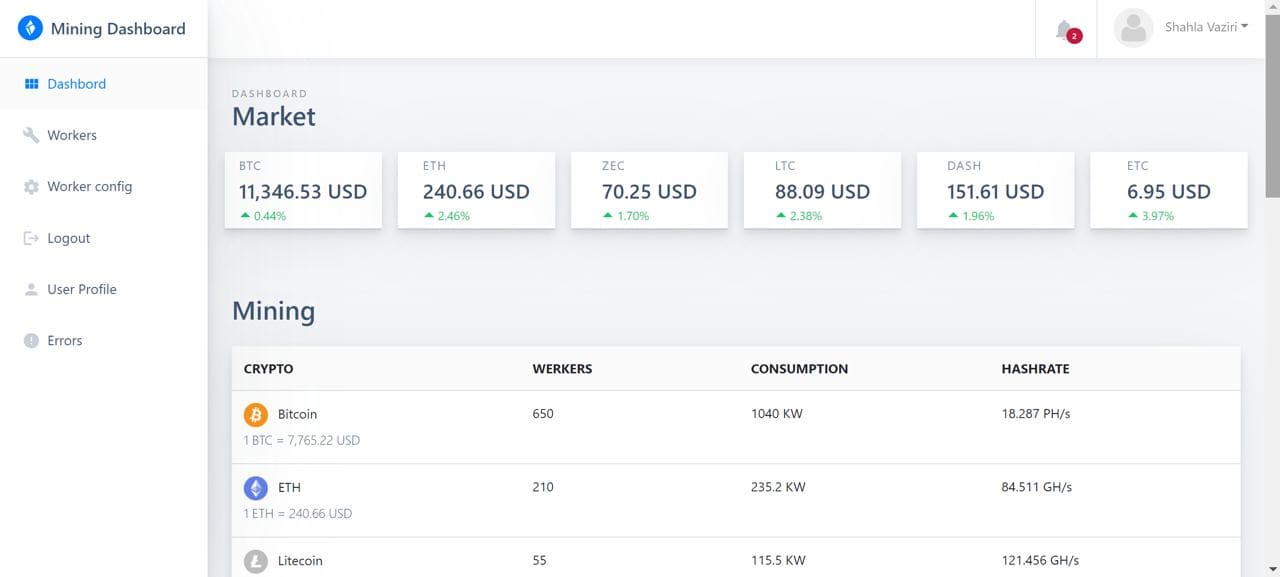 Mining Dashboard
2
Shahla Vaziri
Dashbord
Workers
Worker config
Logout
User Profile
Errors
DASHBOARD
Market
BTC
11,346.53 USD
0.44%
ETH
240.66 USD
2.46%
ZEC
70.25 USD
1.70%
LTC
88.09 USD
2.38%
DASH
151.61 USD
1.96%
ETC
6.95 USD
3.97%
Mining
CRYPTO WERKERS CONSUMPTION HASHRATE
Bitcoin 650 1040 KW 18.287 PH/s
1 BTC = 7,765.22 USD
ETH 210 235.2 KW 84.511 GH/s
1 ETH = 240.66 USD
Litecoin 55 115.5 KW 121.456 GH/s